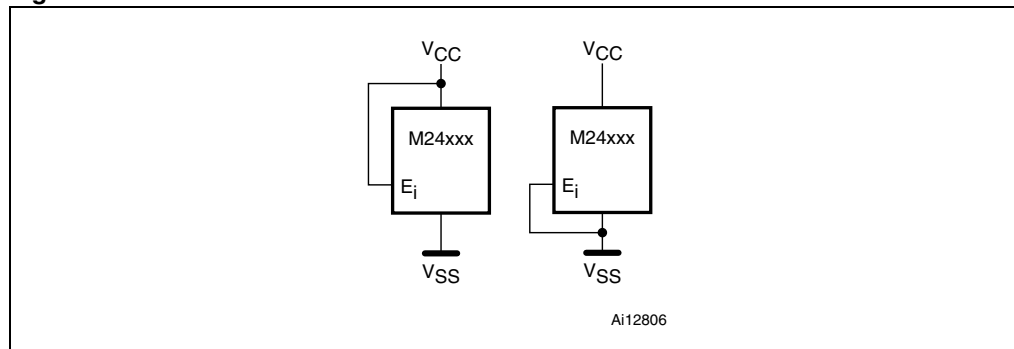 VCC VCC
M24xxx M24xxx
Ei Ei
VSS VSS
Ai12806